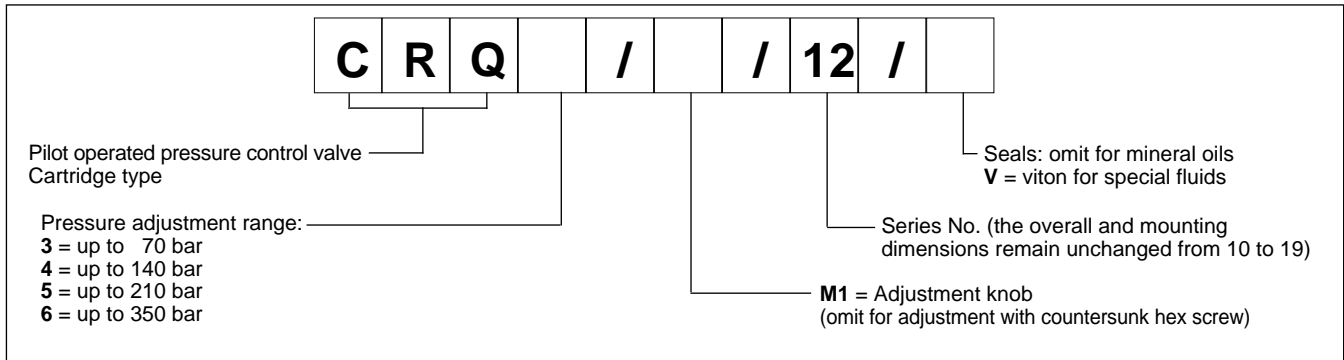 CRQ / / 12 /
Pilot operated pressure control valve
Cartridge type
Pressure adjustment range:
3 = up to 70 bar
4 = up to 140 bar
5 = up to 210 bar
6 = up to 350 bar
Seals: omit for mineral oils
V = viton for special fluids
Series No. (the overall and mounting
dimensions remain unchanged from 10 to 19)
M1 = Adjustment knob
(omit for adjustment with countersunk hex screw)